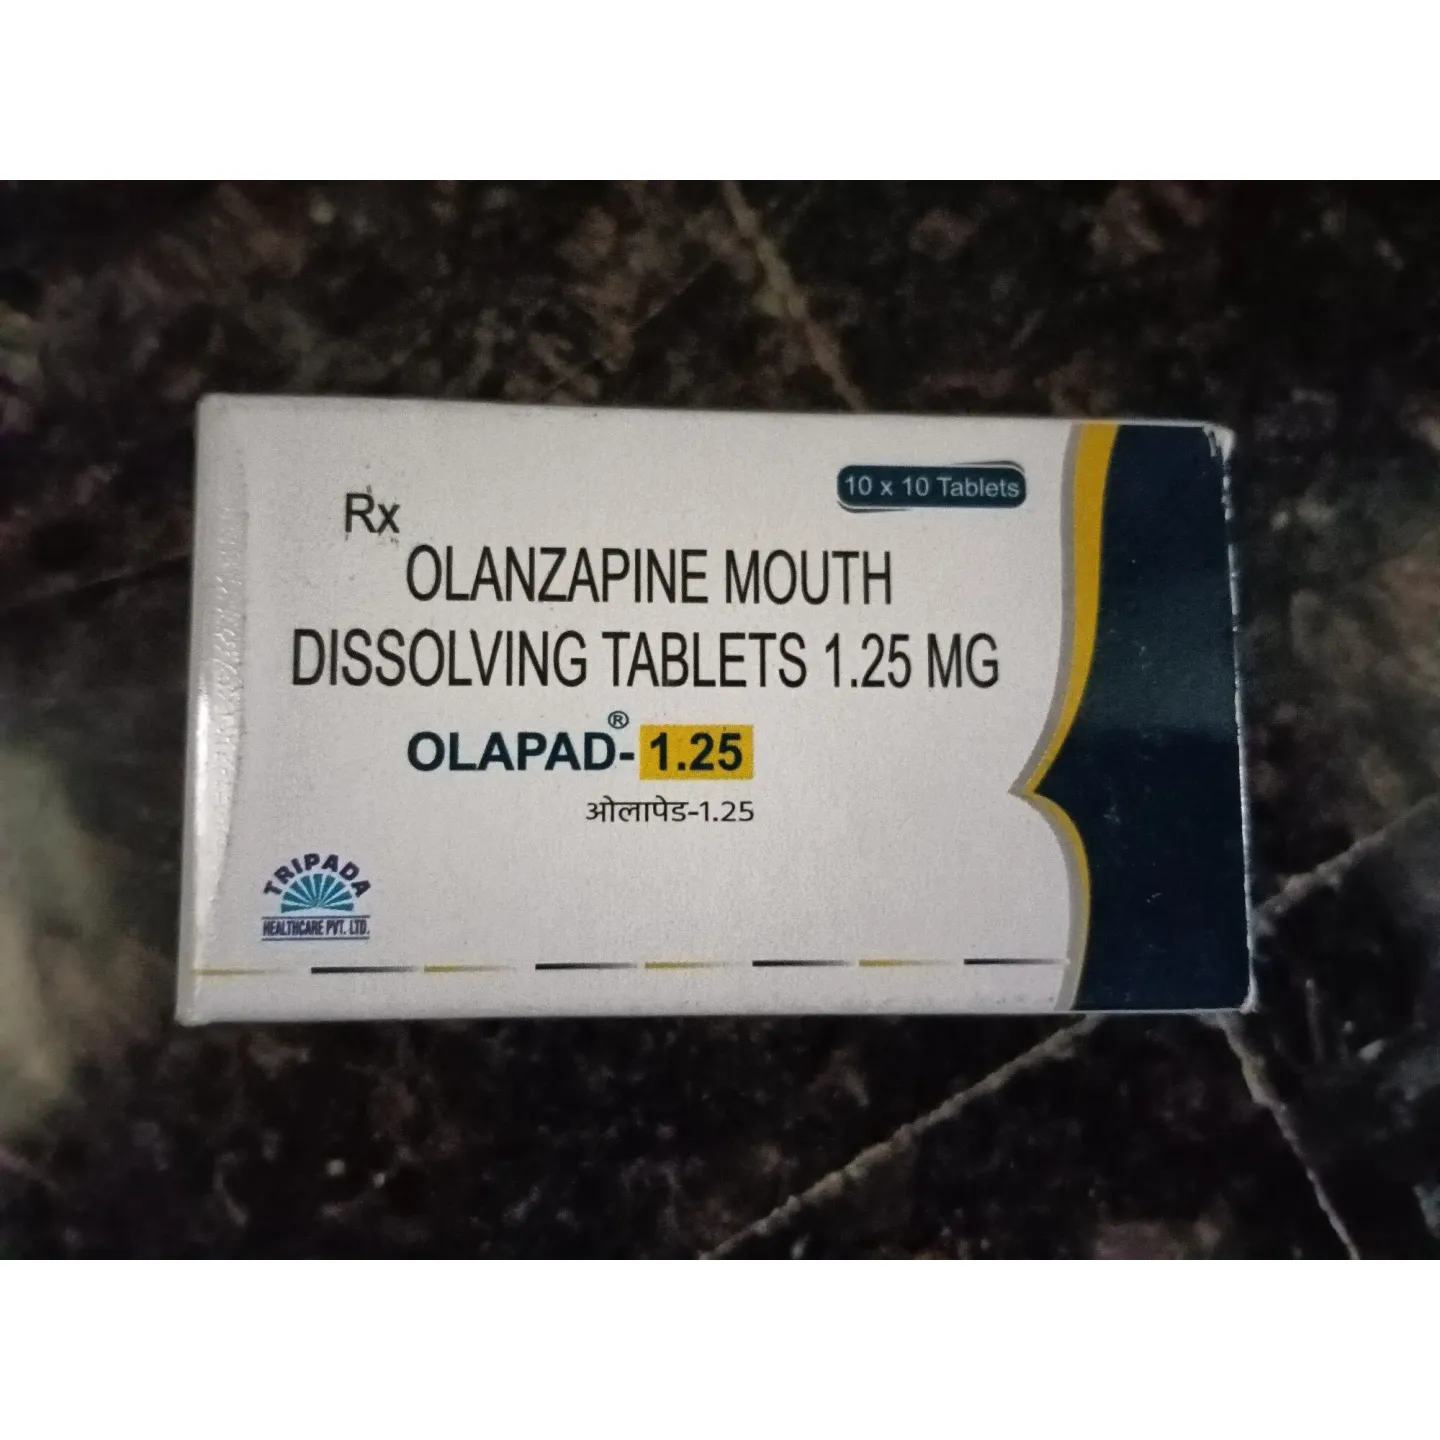 10 x 10 Tablets
Rx
OLANZAPINE MOUTH
DISSOLVING TABLETS 1.25 MG
OLAPAD®-1.25
ओलापेड-1.25
TRIPADA
HEALTHCARE PVT. LTD.